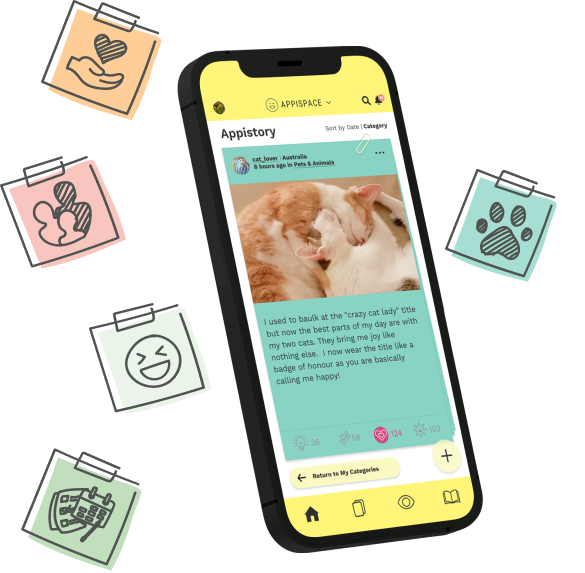 APPISPACE
Appistory
Sort by Date | Category
cat_lover | Australia
8 hours ago in Pets & Animals
I used to baulk at the "crazy cat lady" title
but now the best parts of my day are with
my two cats. They bring me joy like
nothing else. I now wear the title like a
badge of honour as you are basically
calling me happy!
36
58
124
102
Return to My Categories